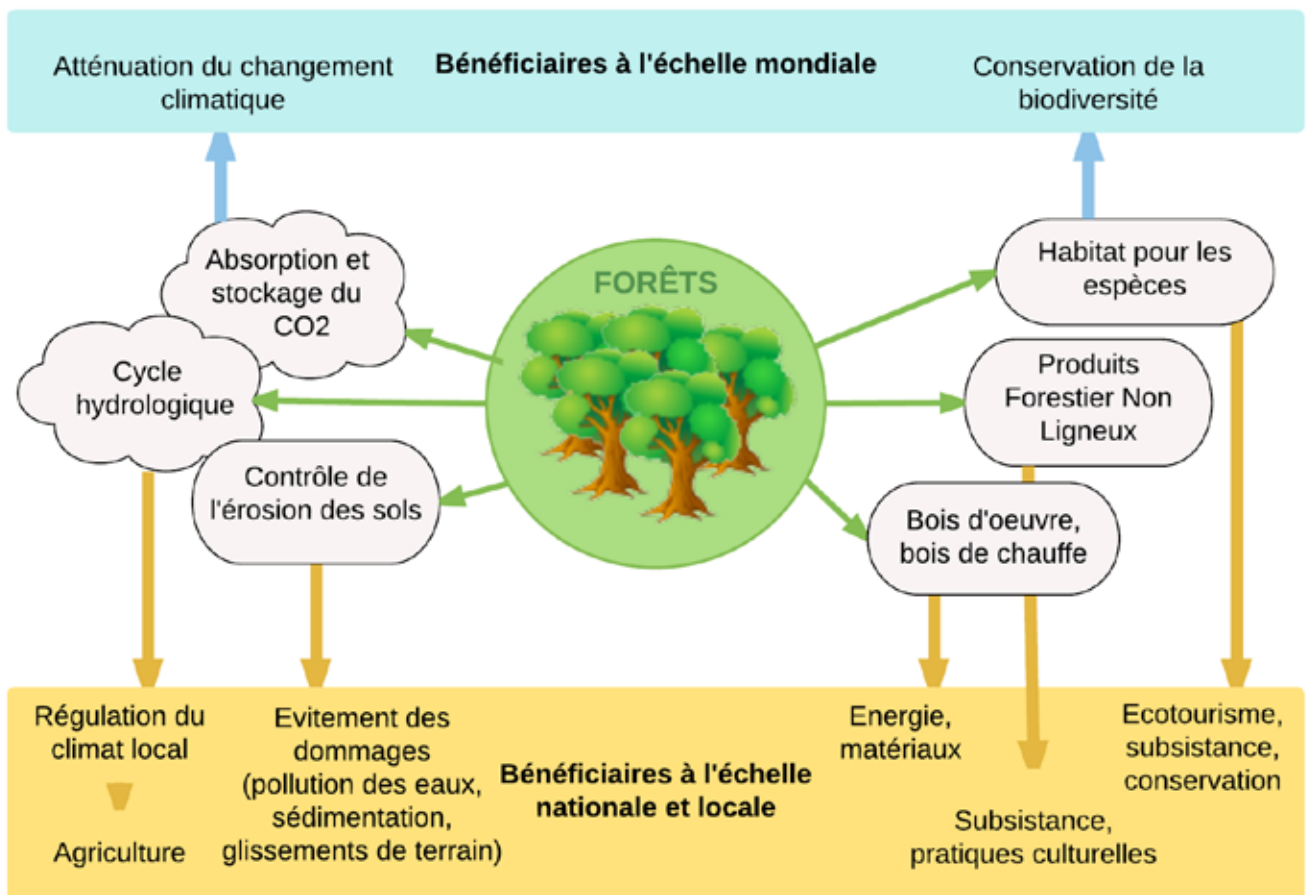 Atténuation du changement
climatique
Bénéficiaires à l'échelle mondiale
Conservation de la
biodiversité
Absorption et
stockage du
CO2
Cycle
hydrologique
Contrôle de
l'érosion des sols
FORÊTS
Habitat pour les
espèces
Produits
Forestier Non
Ligneux
Bois d'oeuvre,
bois de chauffe
Régulation du
climat local
Agriculture
Evitement des
dommages
(pollution des eaux,
sédimentation,
glissements de terrain)
Bénéficiaires à l'échelle
nationale et locale
Energie,
matériaux
Subsistance,
pratiques culturelles
Ecotourisme,
subsistance,
conservation